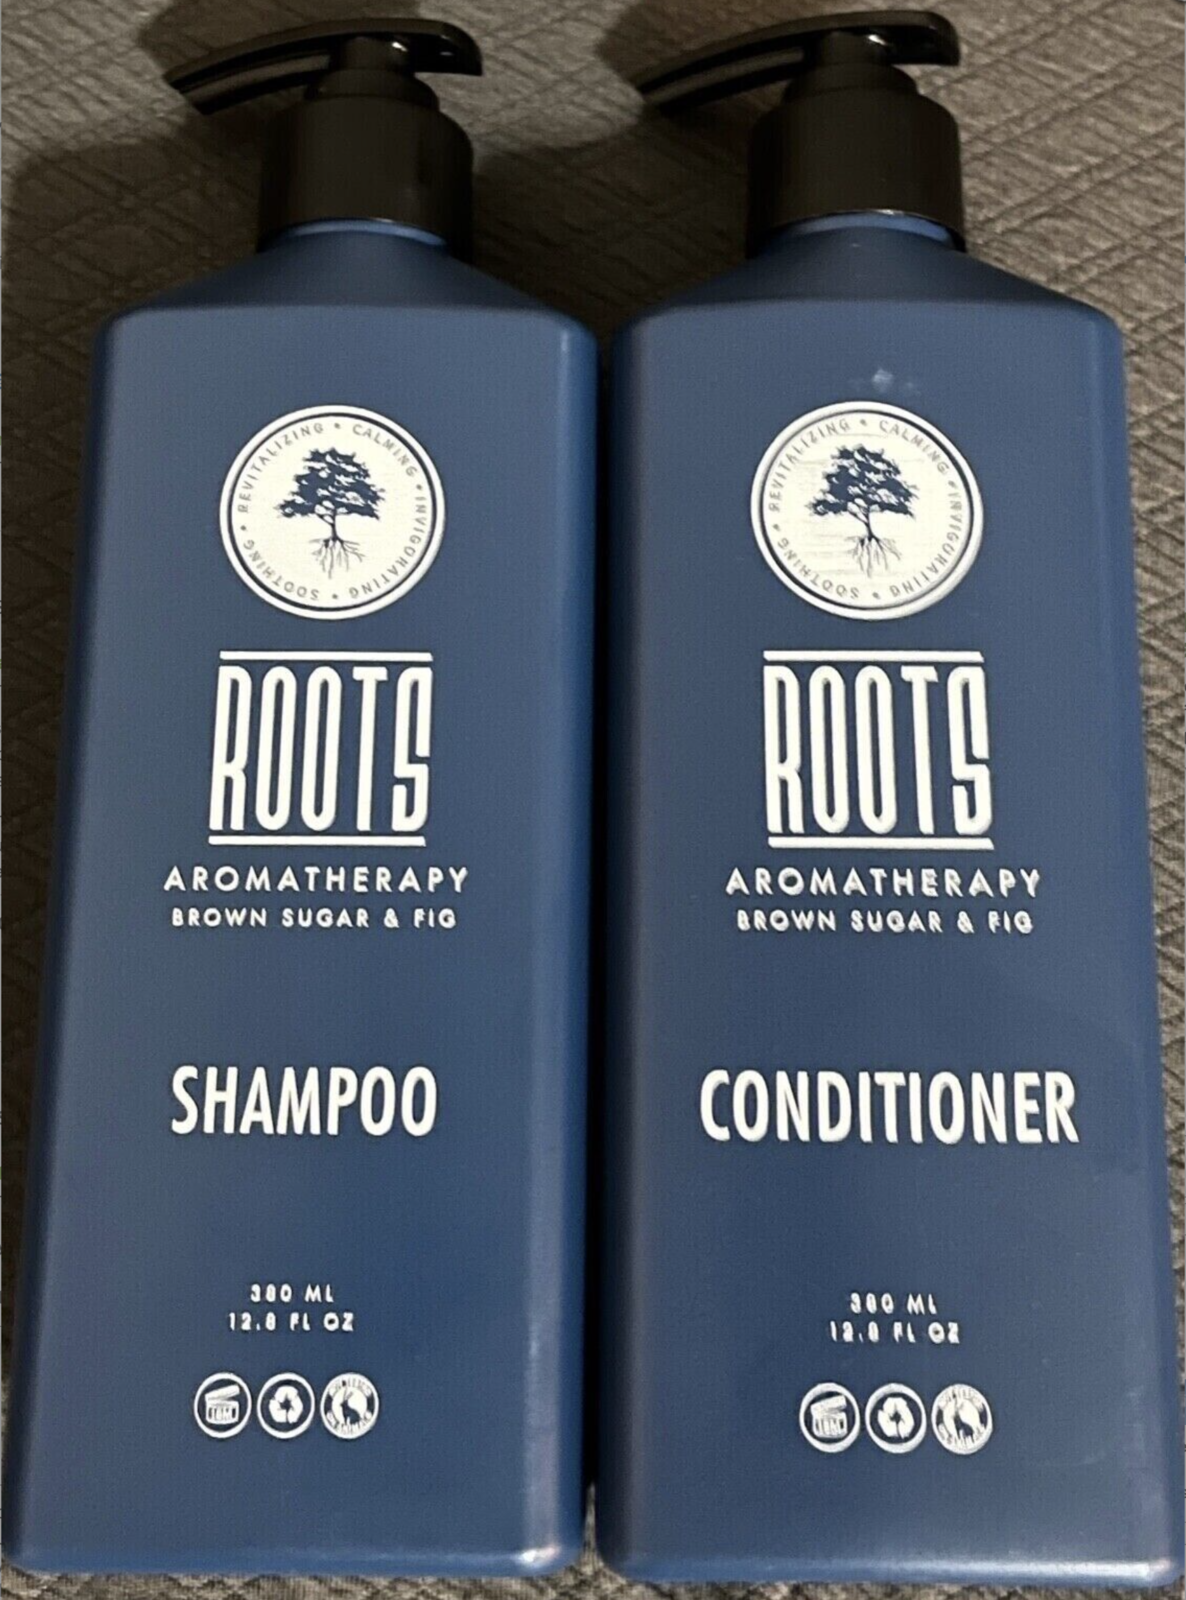 REVITALIZING • CALMING • INVIGORATING • SOOTHING •
ROOTS
AROMATHERAPY
BROWN SUGAR & FIG
SHAMPOO
380 ML
12.8 FL OZ
REVITALIZING • CALMING • INVIGORATING • SOOTHING •
ROOTS
AROMATHERAPY
BROWN SUGAR & FIG
CONDITIONER
380 ML
12.8 FL OZ